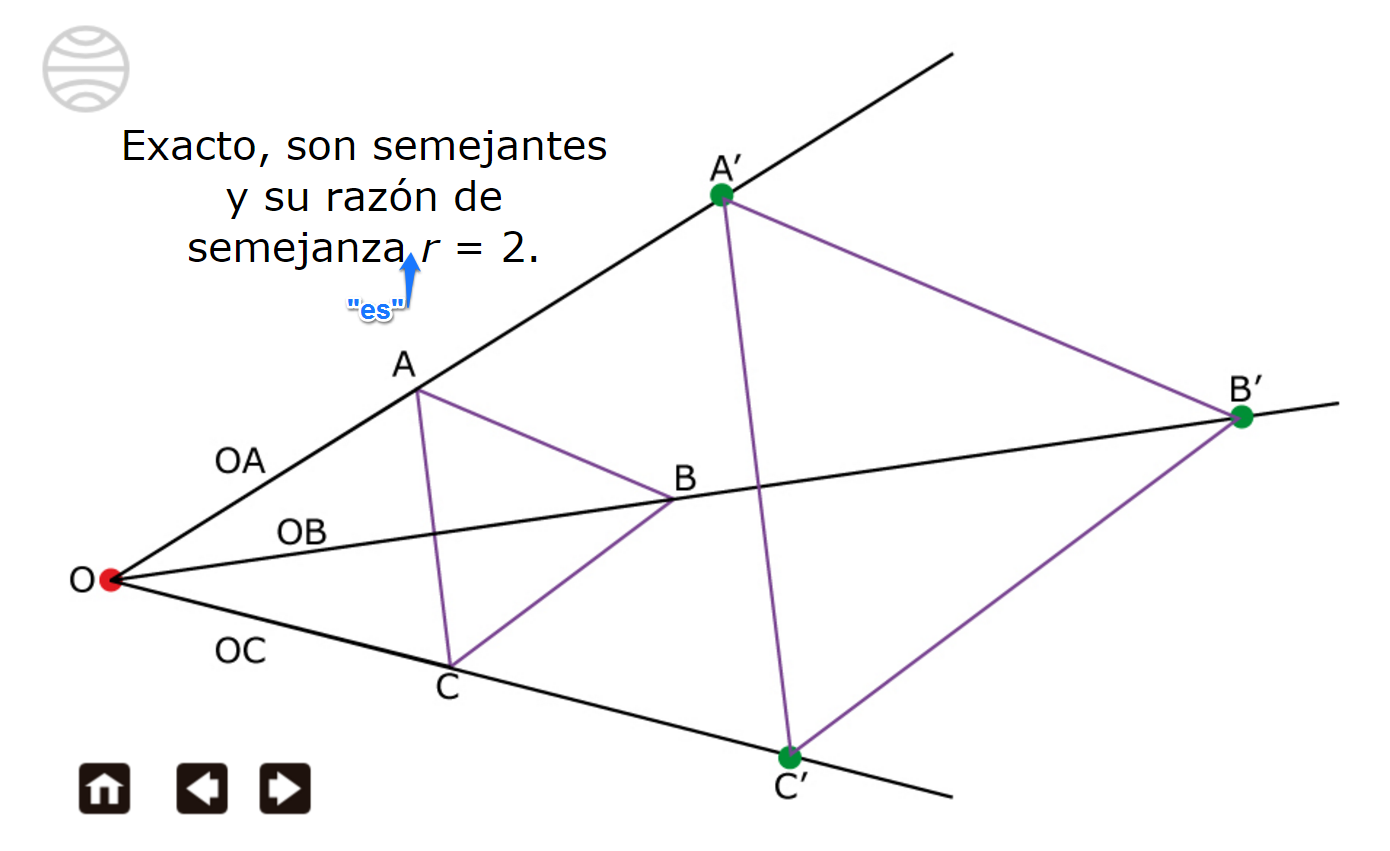 Exacto, son semejantes
y su razón de
semejanza r = 2.
"es"
A′
A
B′
OA
B
OB
O
OC
C
C′